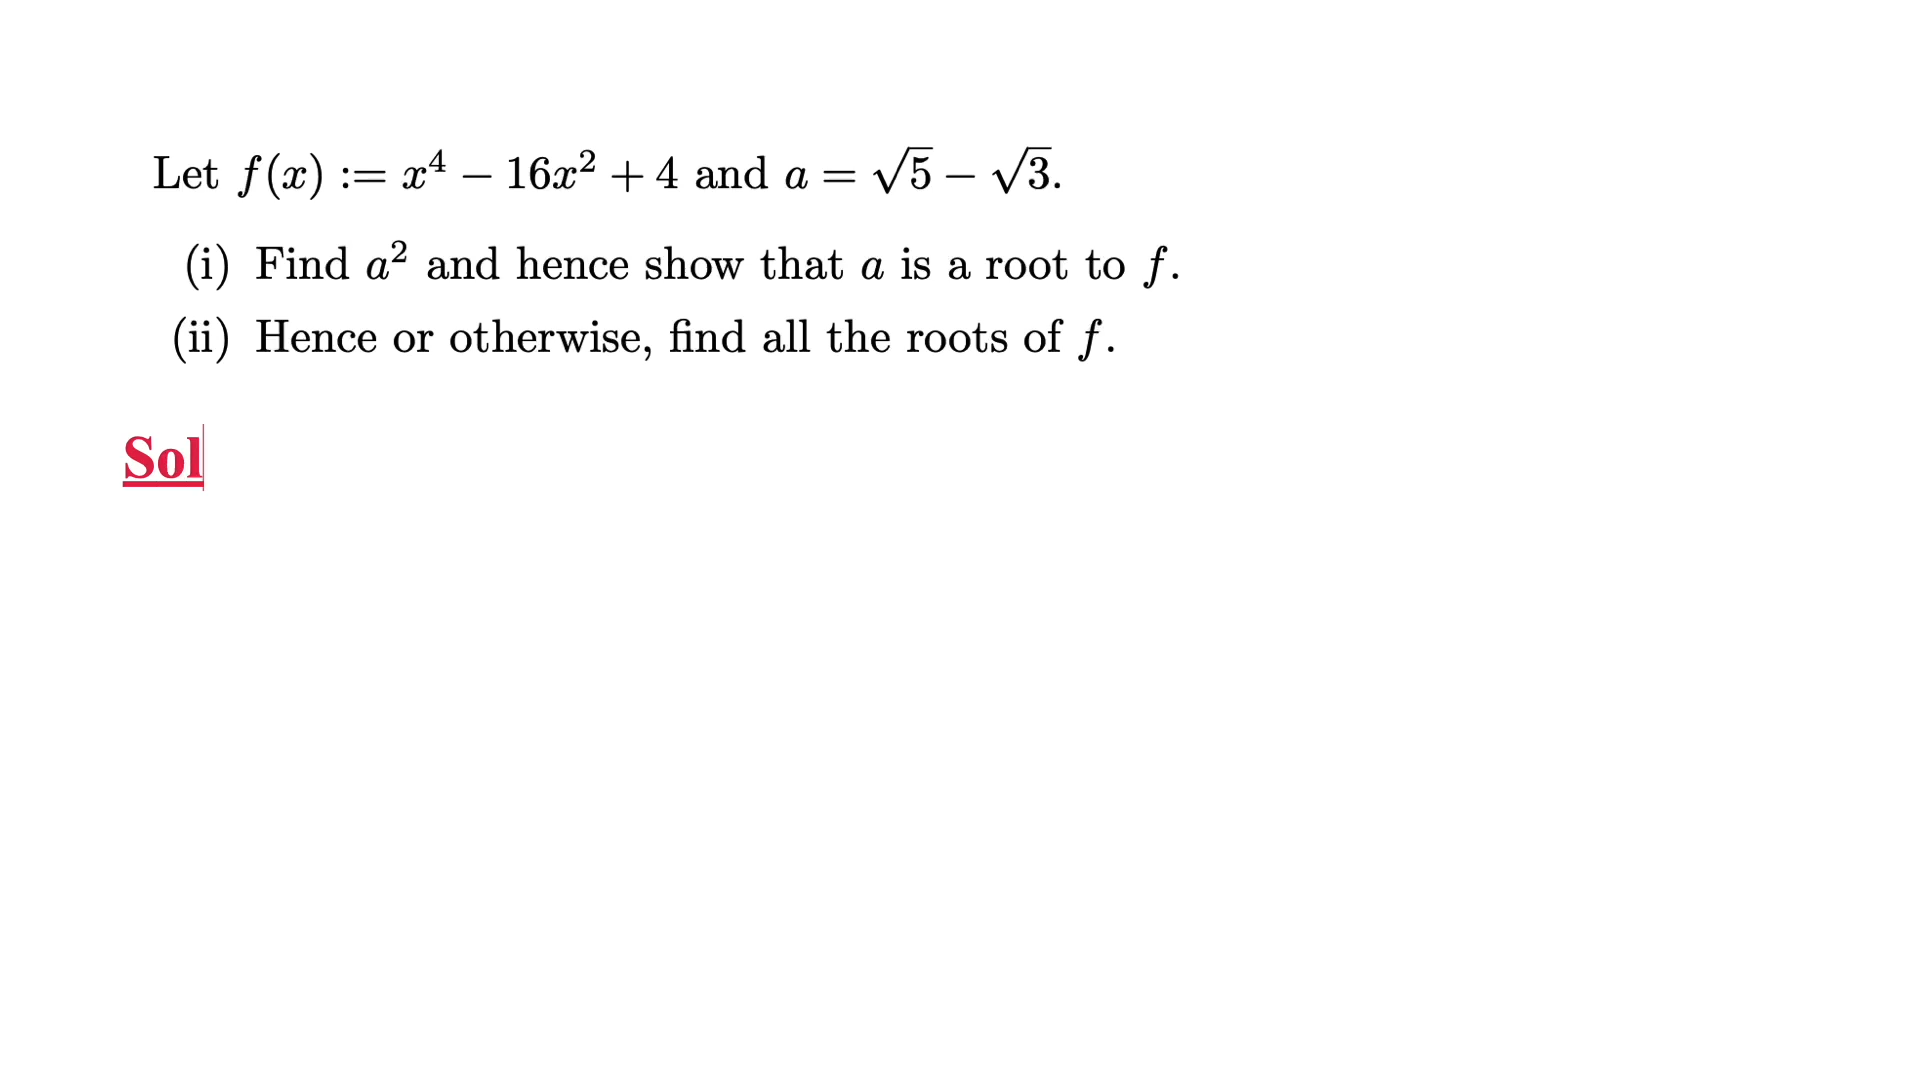 Let f(x) := x⁴ − 16x² + 4 and a = √5 − √3.
(i) Find a² and hence show that a is a root to f.
(ii) Hence or otherwise, find all the roots of f.
Sol